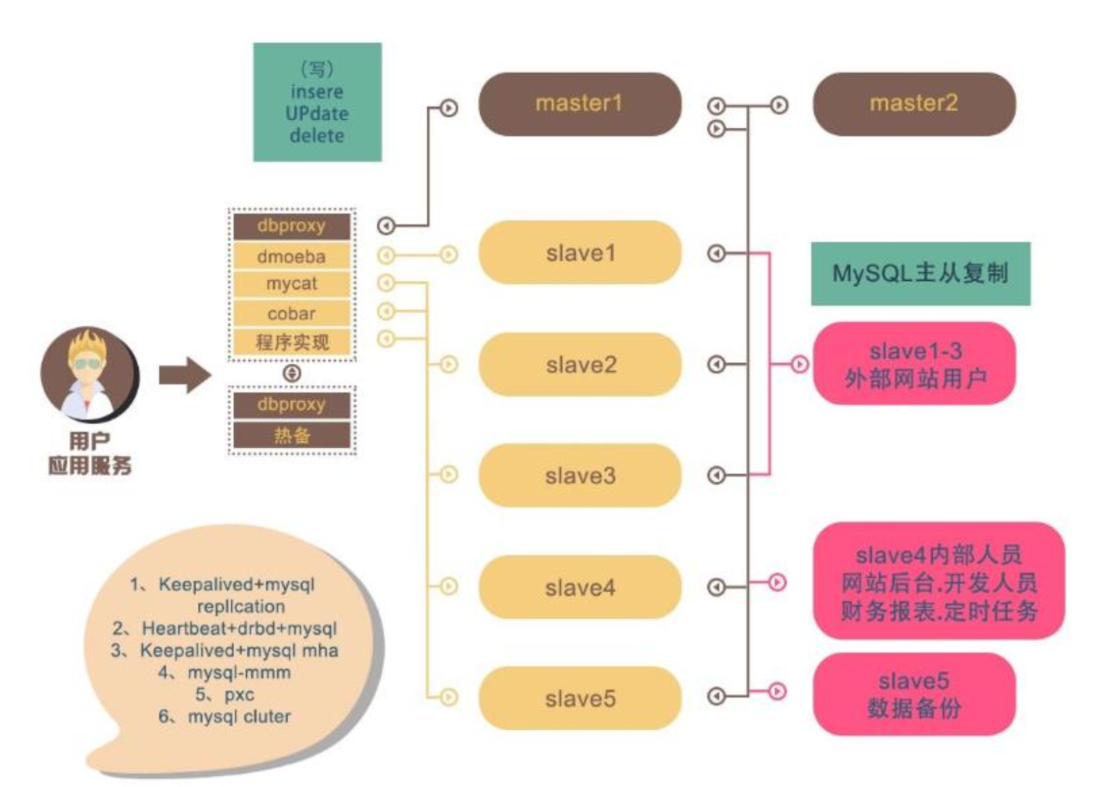 （写）
insere
UPdate
delete
master1
master2
dbproxy
dmoeba
mycat
cobar
程序实现
dbproxy
热备
用户
应用服务
slave1
slave2
slave3
slave4
slave5
MySQL主从复制
slave1-3
外部网站用户
slave4内部人员
网站后台.开发人员
财务报表.定时任务
slave5
数据备份
1、Keepalived+mysql
repllcation
2、Heartbeat+drbd+mysql
3、Keepalived+mysql mha
4、mysql-mmm
5、pxc
6、mysql cluter